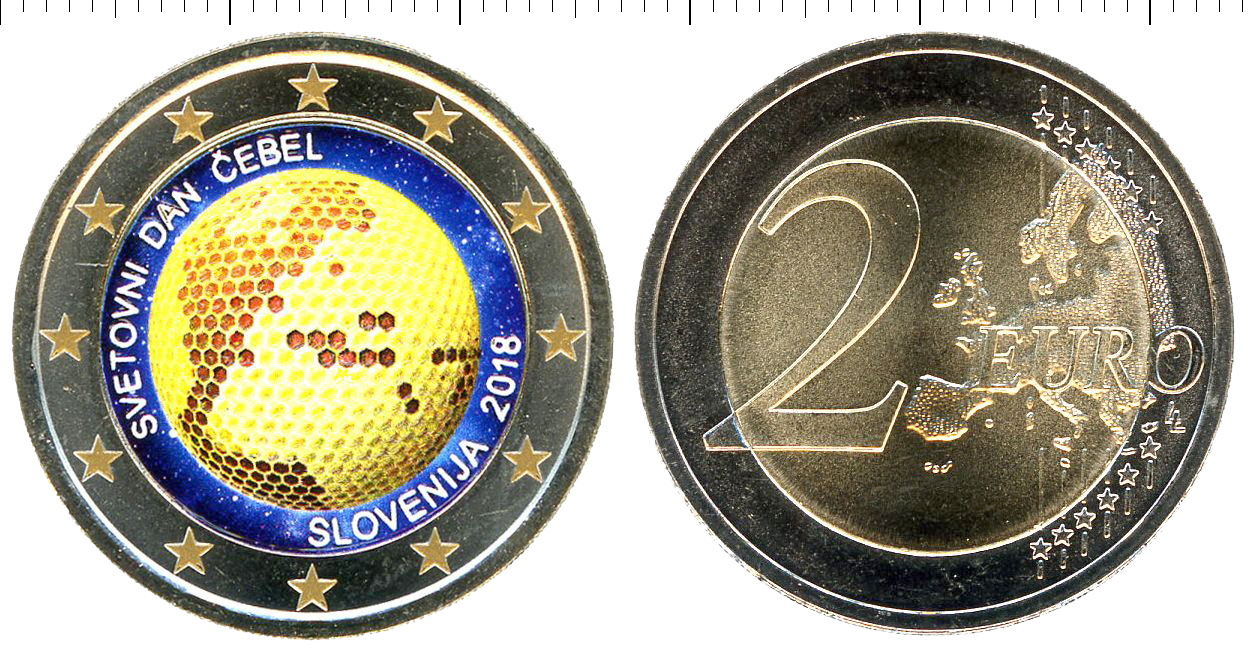 SVETOVNI DAN ČEBEL
SLOVENIJA 2018
2 EURO